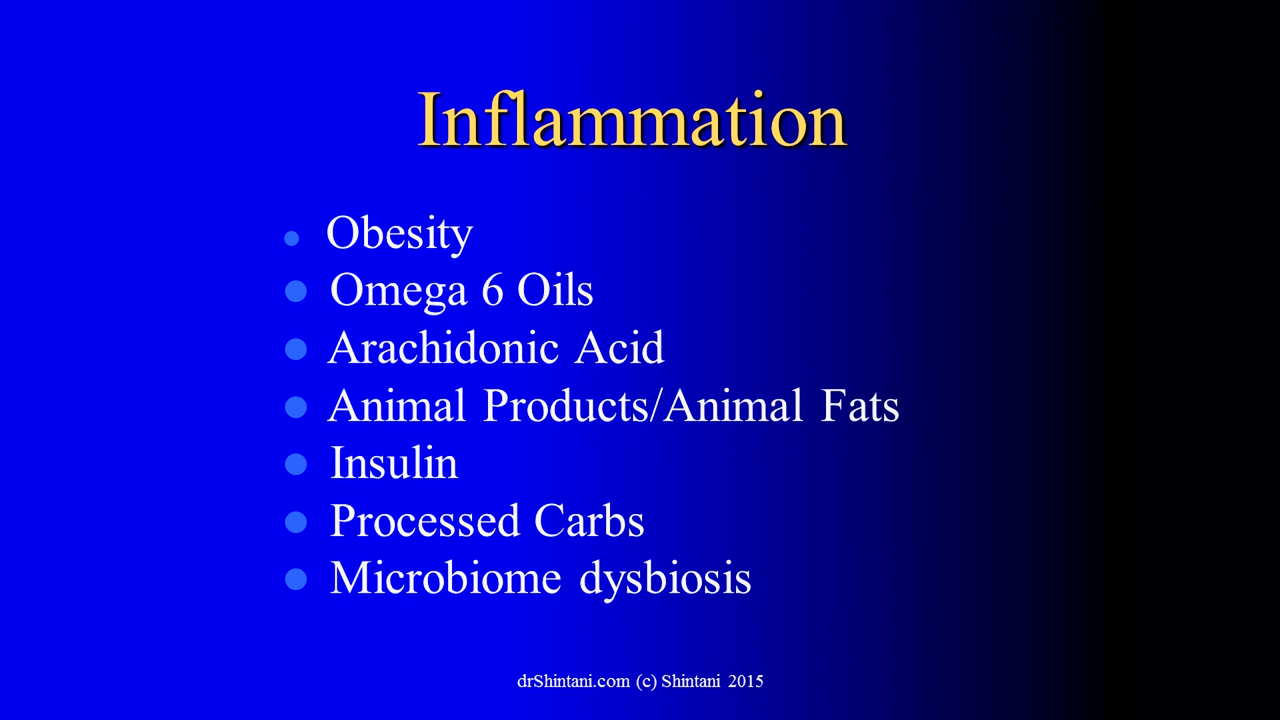 Inflammation
Obesity
Omega 6 Oils
Arachidonic Acid
Animal Products/Animal Fats
Insulin
Processed Carbs
Microbiome dysbiosis
drShintani.com (c) Shintani 2015